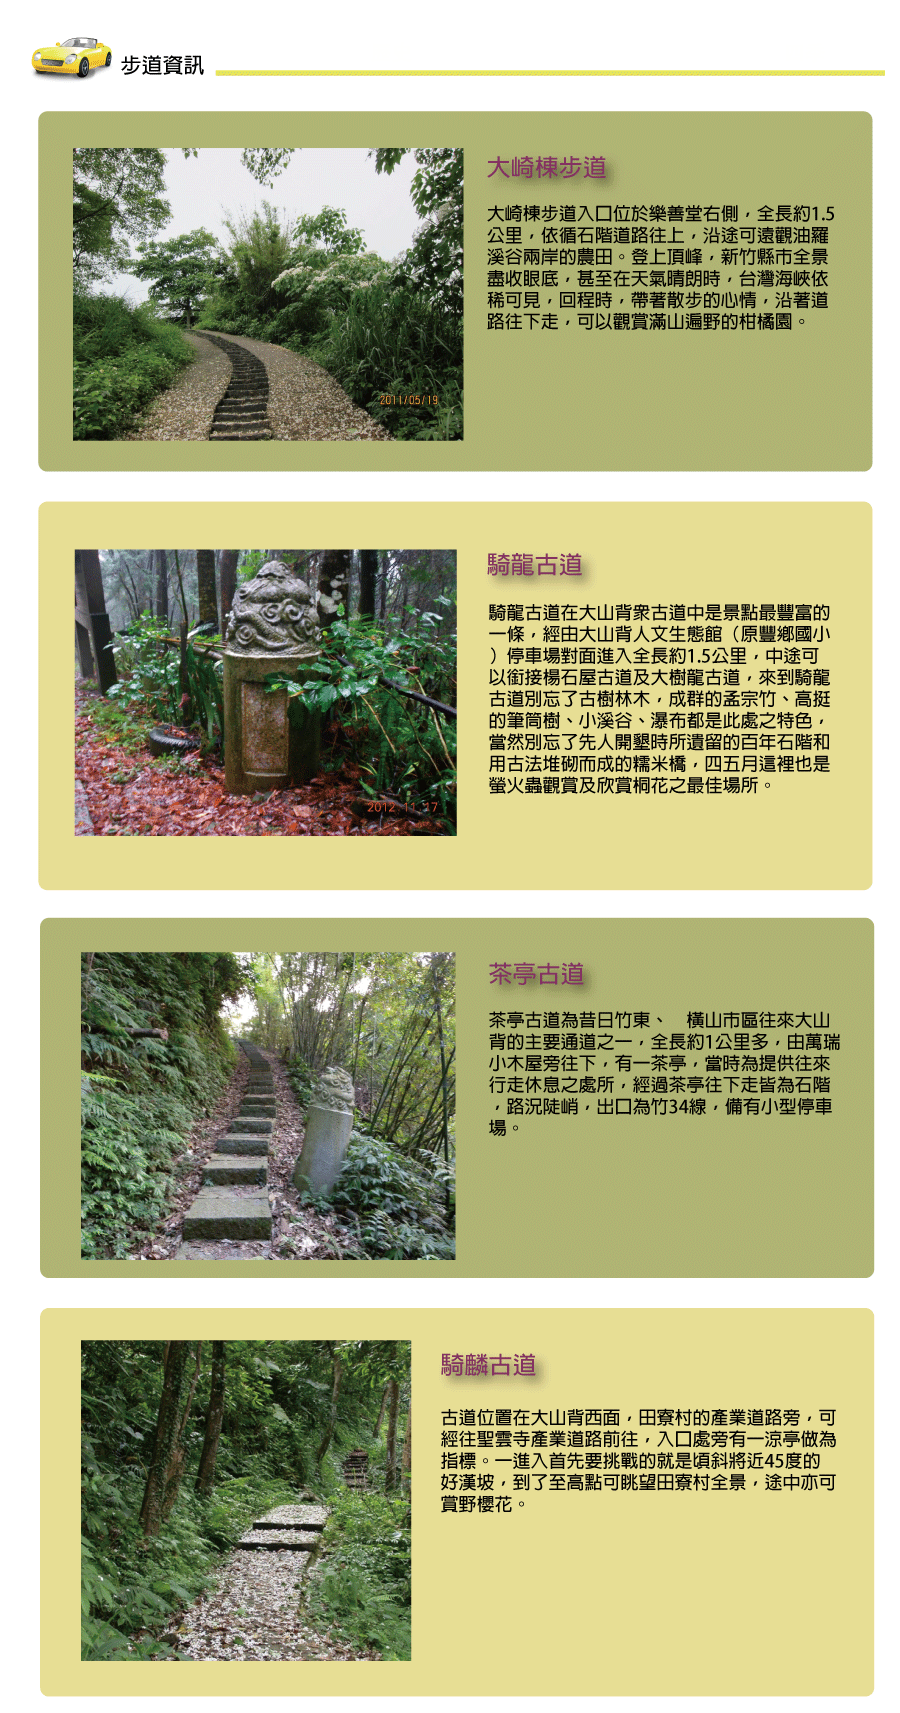 步道資訊
大崎棟步道
大崎棟步道入口位於樂善堂右側，全長約1.5
公里，依循石階道路往上，沿途可遠觀油羅
溪谷兩岸的農田。登上頂峰，新竹縣市全景
盡收眼底，甚至在天氣晴朗時，台灣海峽依
稀可見，回程時，帶著散步的心情，沿著道
路往下走，可以觀賞滿山遍野的柑橘園。
2011/05/19
騎龍古道
騎龍古道在大山背衆古道中是景點最豐富的
一條，經由大山背人文生態館（原豐鄉國小
）停車場對面進入全長約1.5公里，中途可
以銜接楊石屋古道及大樹龍古道，來到騎龍
古道別忘了古樹林木，成群的孟宗竹、高挺
的筆筒樹、小溪谷、瀑布都是此處之特色，
當然別忘了先人開墾時所遺留的百年石階和
用古法堆砌而成的糯米橋，四五月這裡也是
螢火蟲觀賞及欣賞桐花之最佳場所。
2012 11 17
茶亭古道
茶亭古道為昔日竹東、　橫山市區往來大山
背的主要通道之一，全長約1公里多，由萬瑞
小木屋旁往下，有一茶亭，當時為提供往來
行走休息之處所，經過茶亭往下走皆為石階
，路況陡峭，出口為竹34線，備有小型停車
場。
騎麟古道
古道位置在大山背西面，田寮村的產業道路旁，可
經往聖雲寺產業道路前往，入口處旁有一涼亭做為
指標。一進入首先要挑戰的就是頃斜將近45度的
好漢坡，到了至高點可眺望田寮村全景，途中亦可
賞野櫻花。